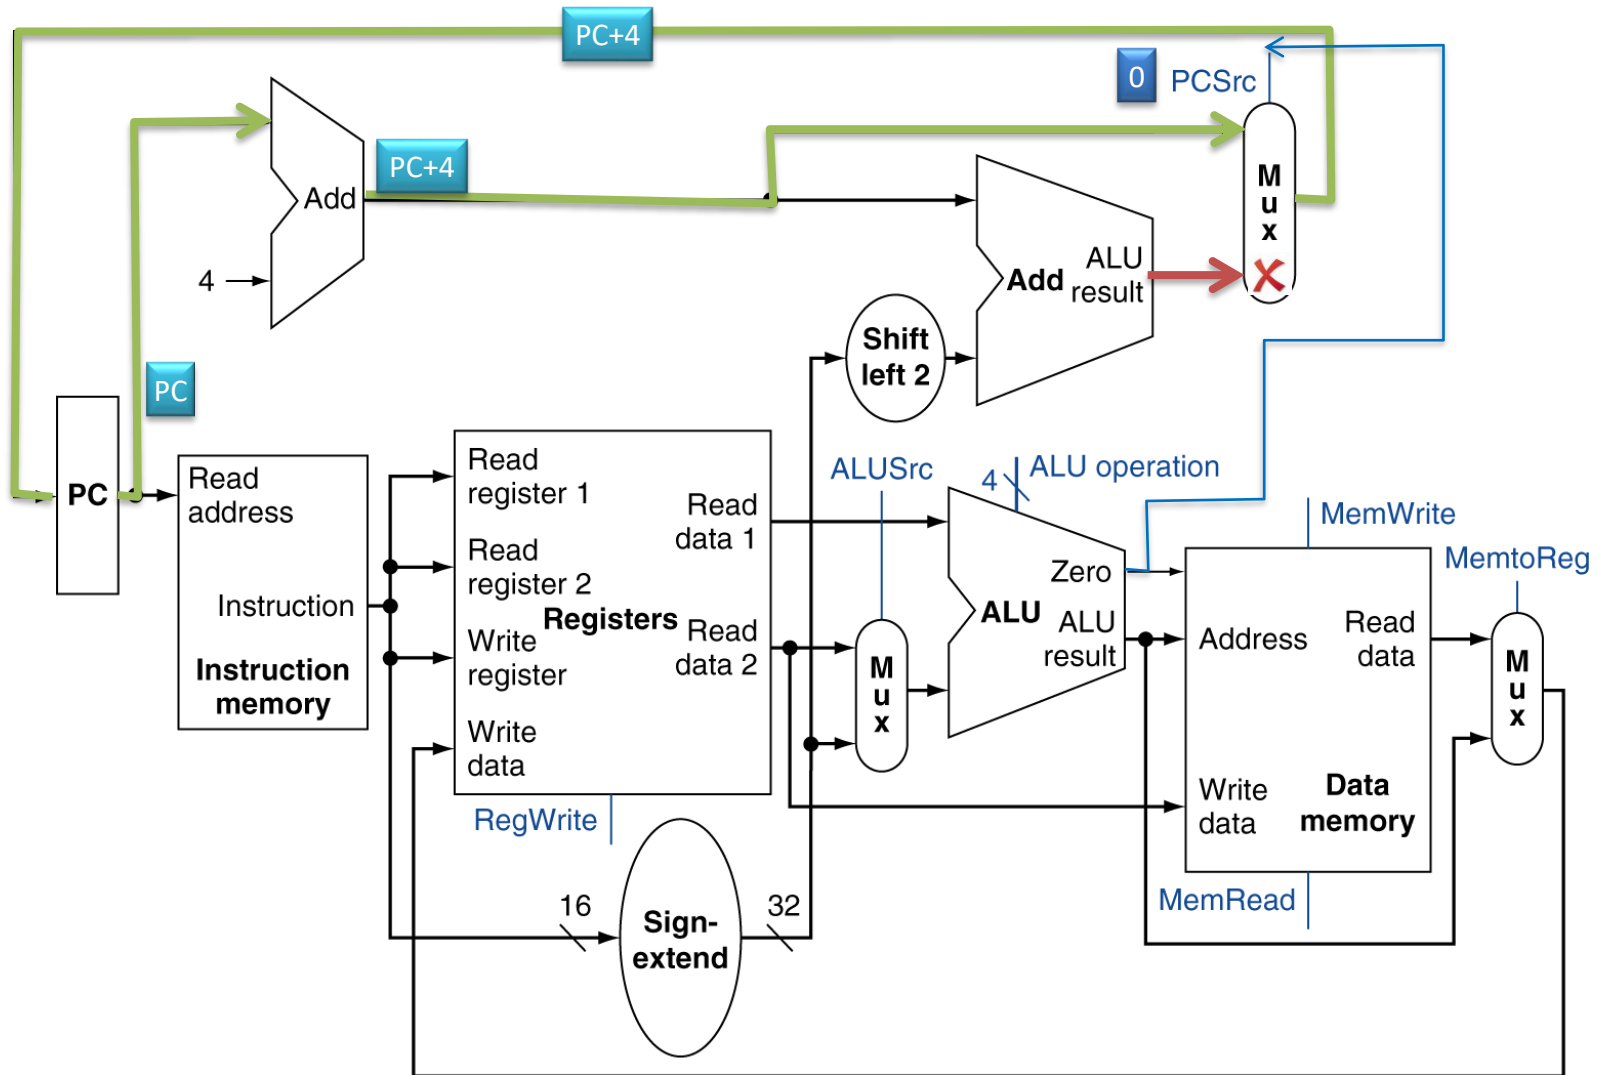 PC+4
0
PCSrc
PC+4
M
u
x
Add
4
Add
ALU
result
Shift
left 2
PC
PC
Read
address
Instruction
Instruction
memory
Read
register 1
Read
register 2
Write
register
Write
data
Registers
Read
data 1
Read
data 2
RegWrite
16
Sign-
extend
32
ALUSrc
M
u
x
4
ALU operation
Zero
ALU
ALU
result
MemWrite
MemtoReg
Address
Read
data
Write
data
Data
memory
MemRead
M
u
x